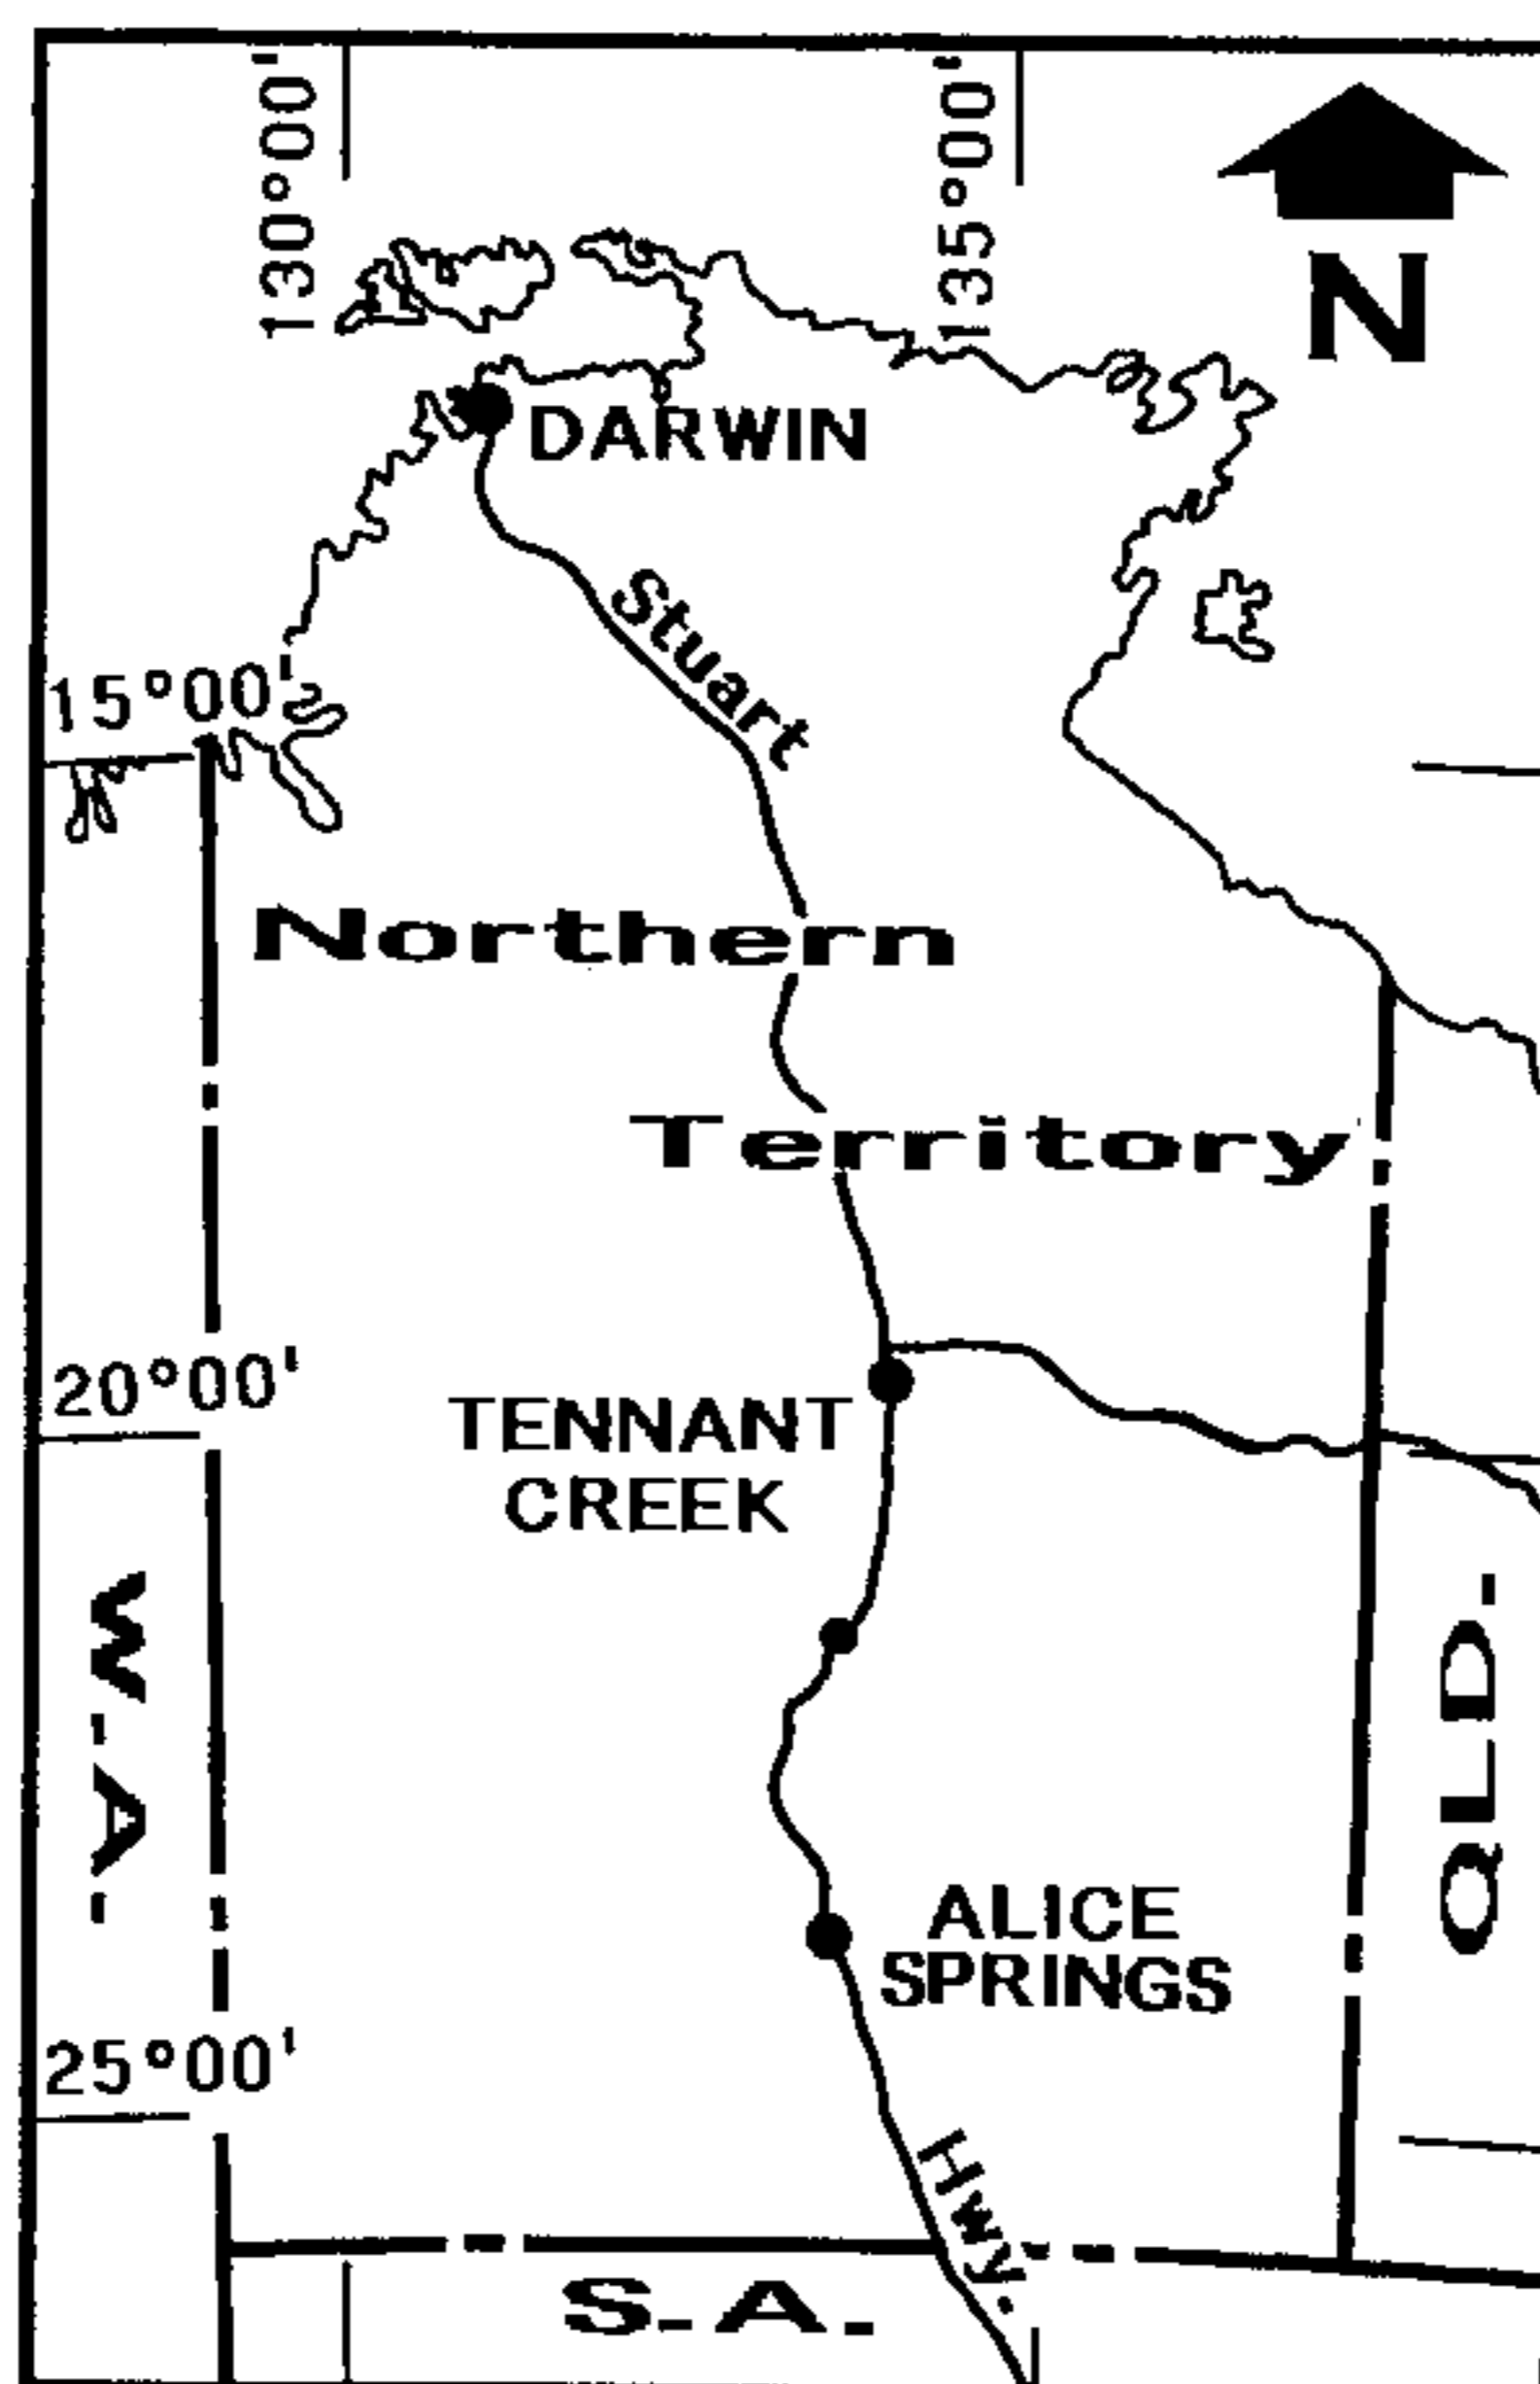 130°00'
135°00'
N
DARWIN
Stuart
15°00'
Northern
Territory
20°00'
TENNANT
CREEK
W.A.
QLD.
ALICE
SPRINGS
25°00'
Hwy.
S.A.